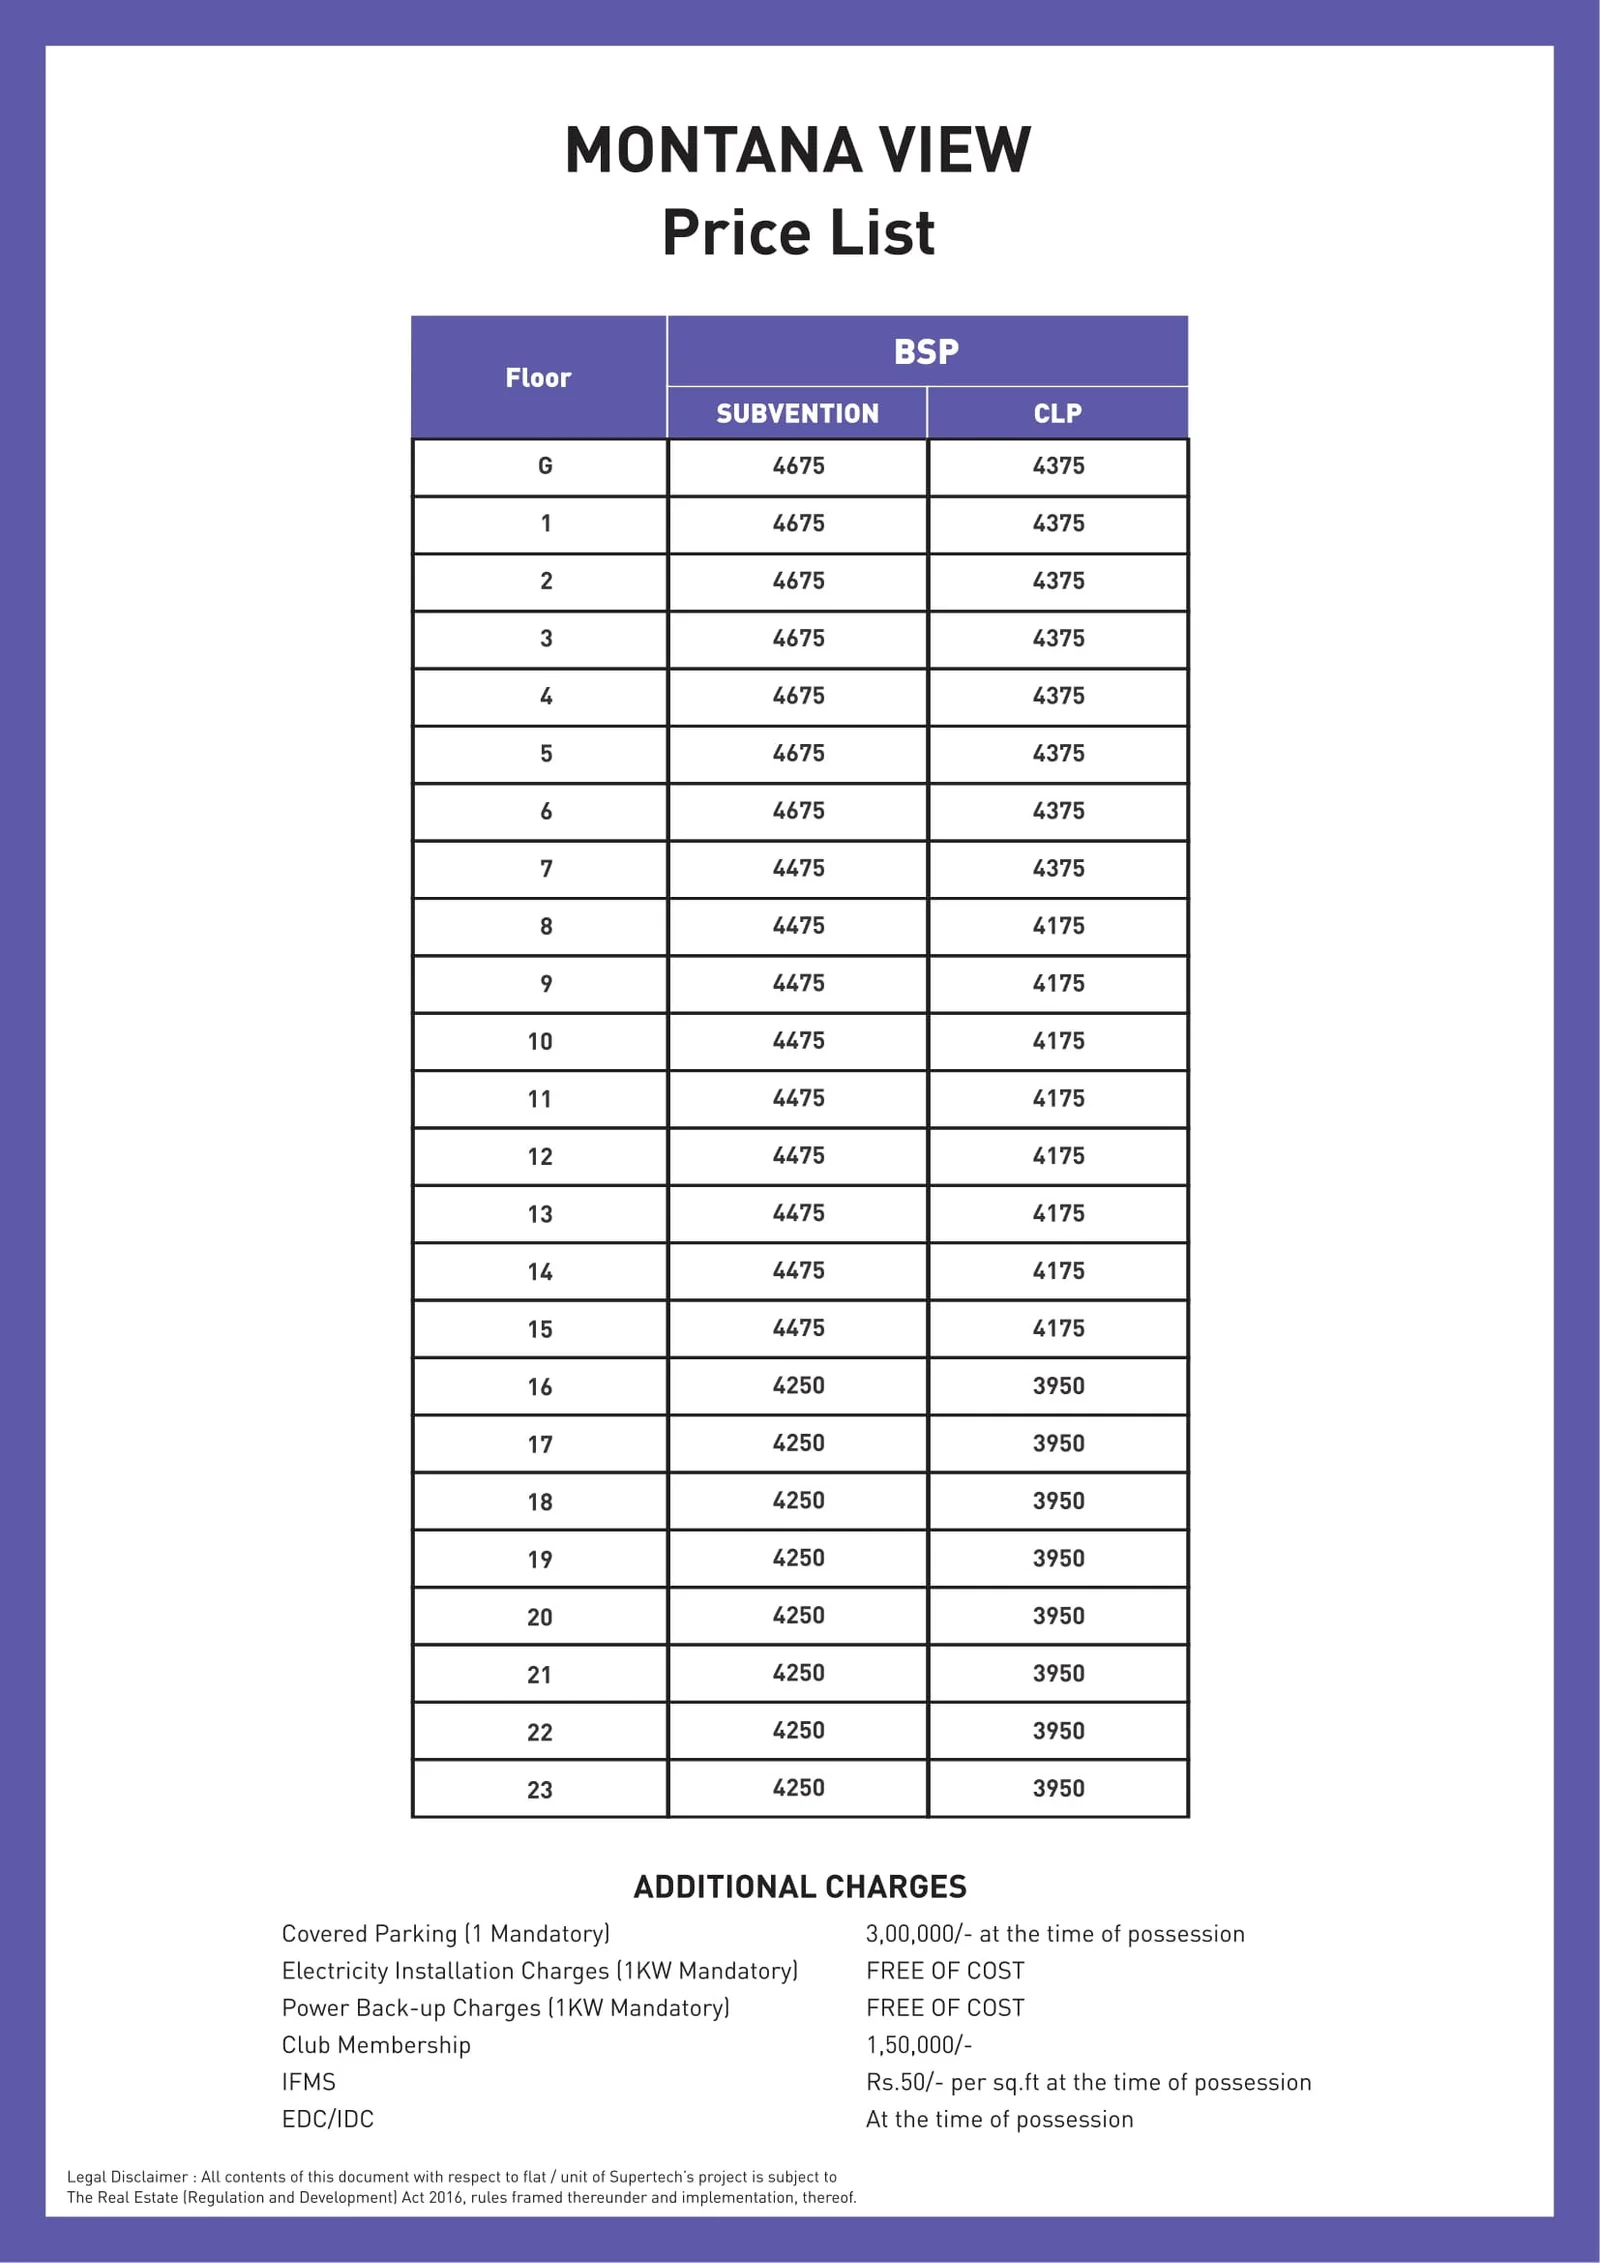 MONTANA VIEW
Price List
Floor
BSP
SUBVENTION CLP
G 4675 4375
1 4675 4375
2 4675 4375
3 4675 4375
4 4675 4375
5 4675 4375
6 4675 4375
7 4475 4375
8 4475 4175
9 4475 4175
10 4475 4175
11 4475 4175
12 4475 4175
13 4475 4175
14 4475 4175
15 4475 4175
16 4250 3950
17 4250 3950
18 4250 3950
19 4250 3950
20 4250 3950
21 4250 3950
22 4250 3950
23 4250 3950
ADDITIONAL CHARGES
Covered Parking (1 Mandatory) 3,00,000/- at the time of possession
Electricity Installation Charges (1KW Mandatory) FREE OF COST
Power Back-up Charges (1KW Mandatory) FREE OF COST
Club Membership 1,50,000/-
IFMS Rs.50/- per sq.ft at the time of possession
EDC/IDC At the time of possession
Legal Disclaimer : All contents of this document with respect to flat / unit of Supertech's project is subject to
The Real Estate (Regulation and Development) Act 2016, rules framed thereunder and implementation, thereof.